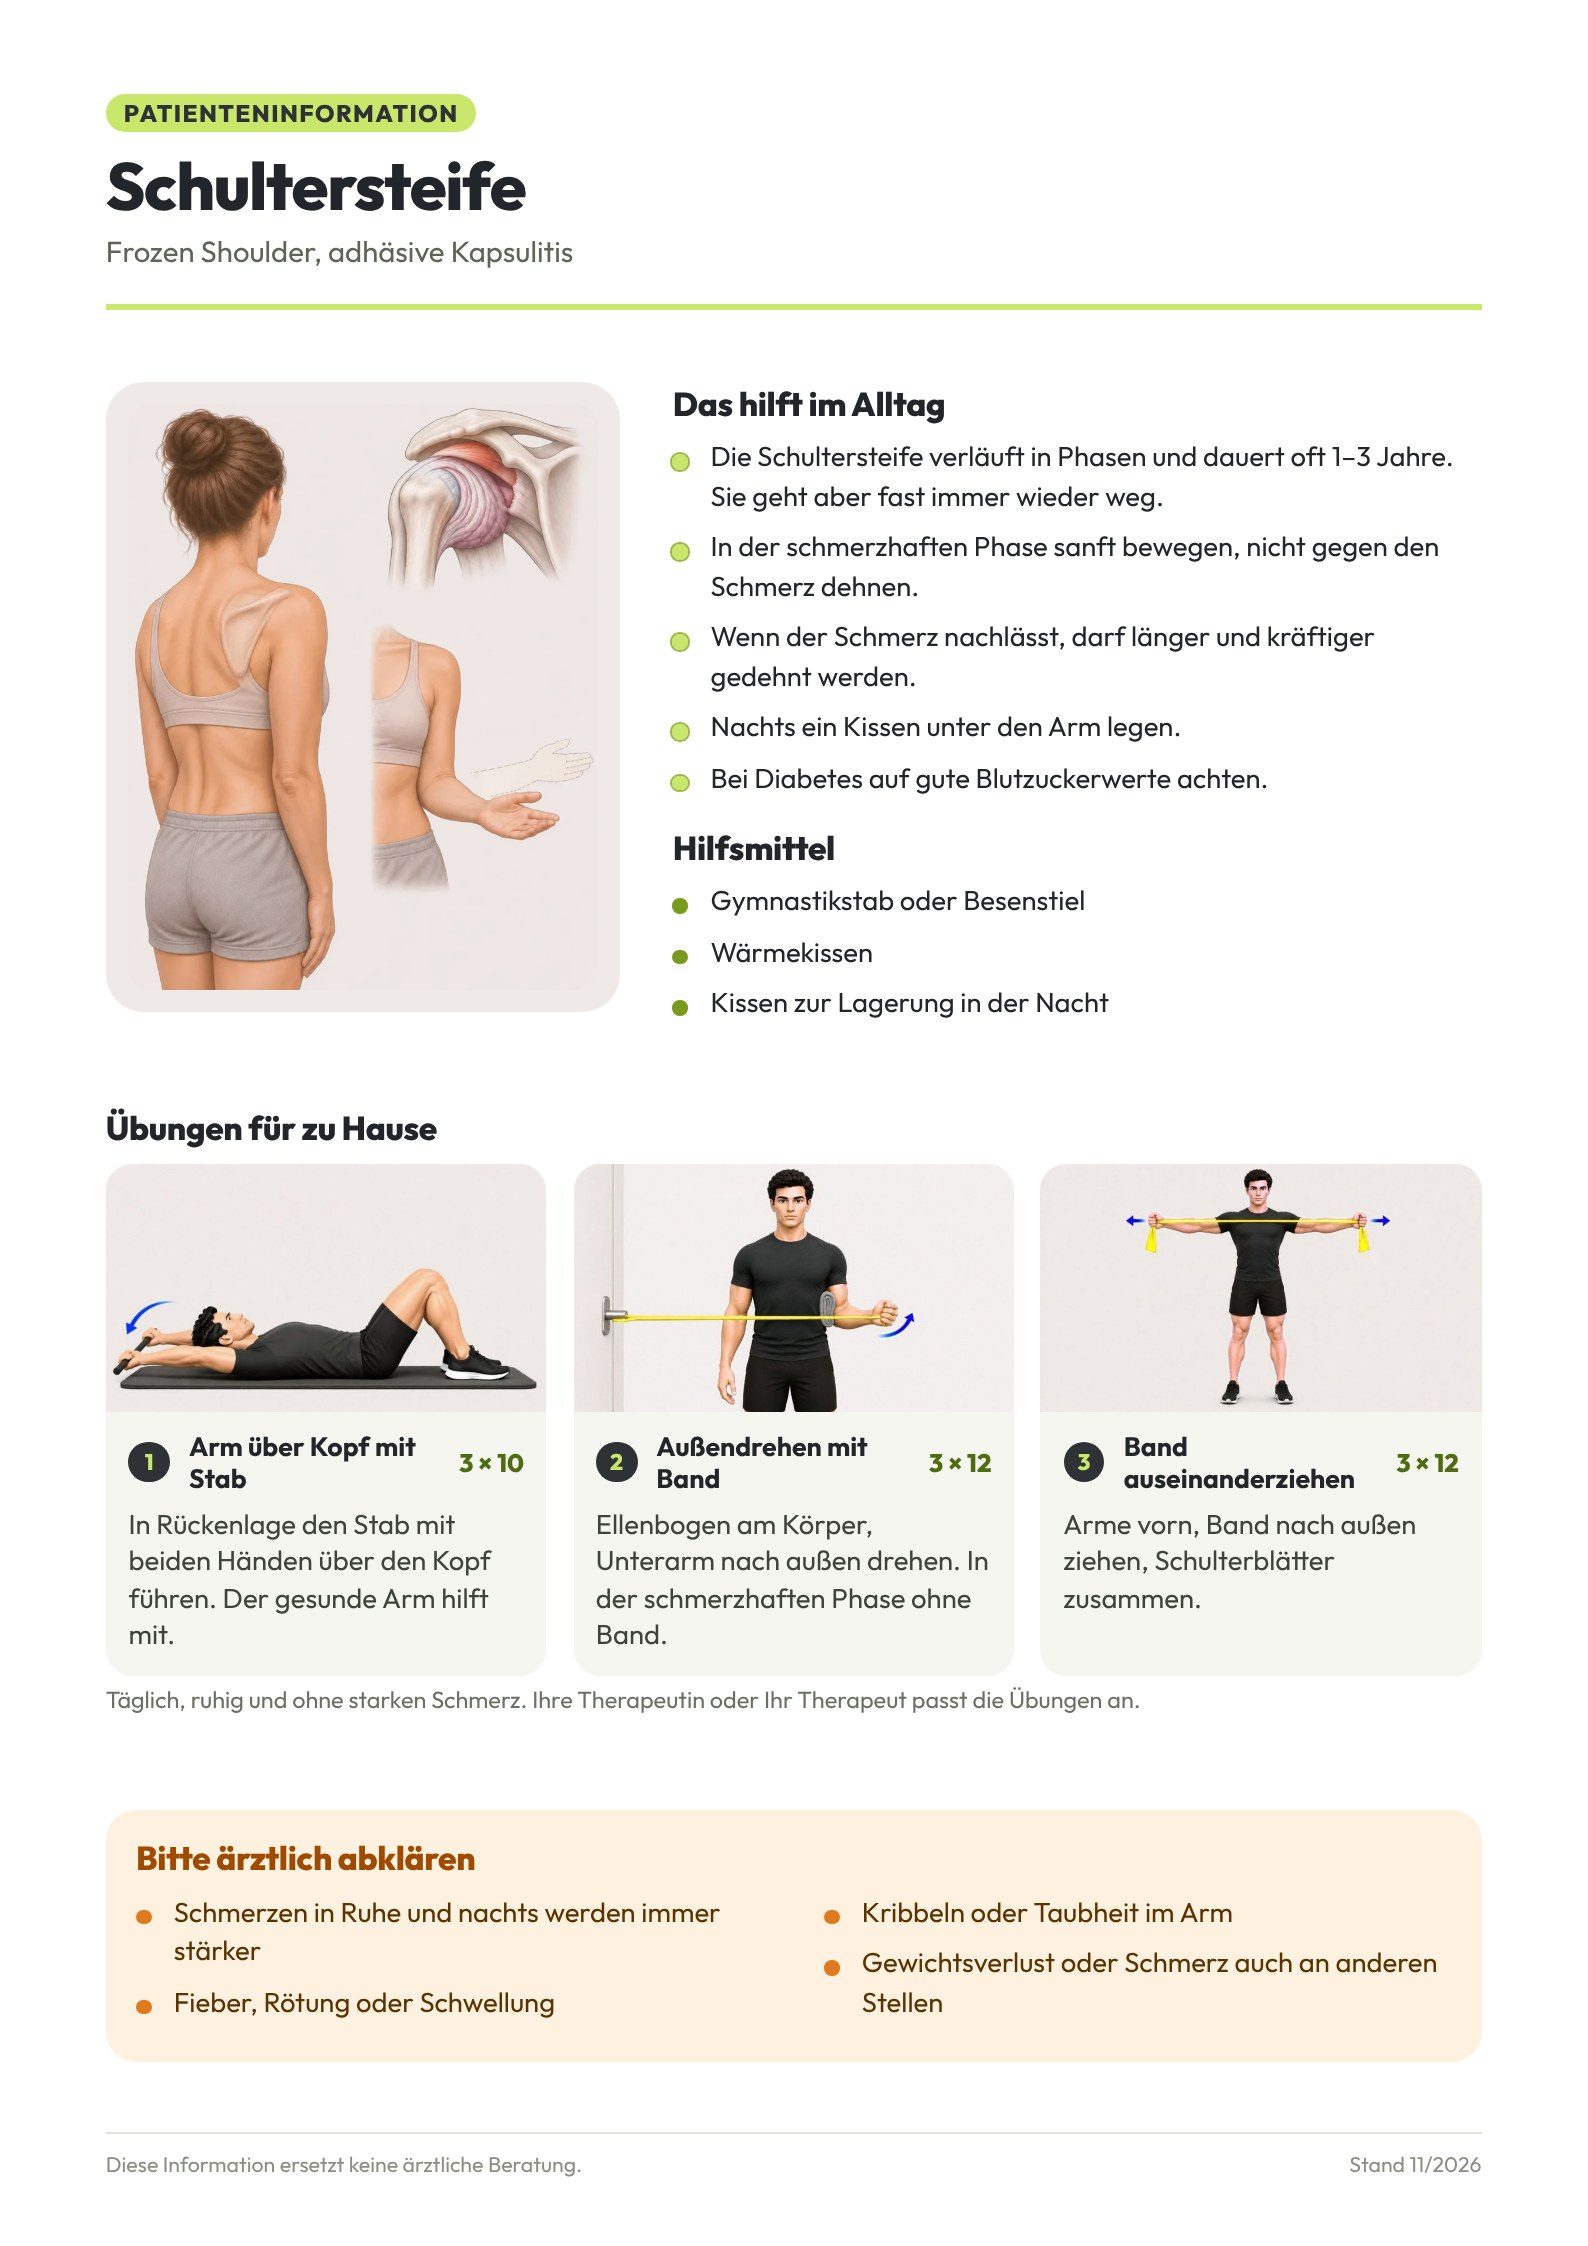 PATIENTENINFORMATION
Schultersteife
Frozen Shoulder, adhäsive Kapsulitis
Das hilft im Alltag
Die Schultersteife verläuft in Phasen und dauert oft 1–3 Jahre.
Sie geht aber fast immer wieder weg.
In der schmerzhaften Phase sanft bewegen, nicht gegen den
Schmerz dehnen.
Wenn der Schmerz nachlässt, darf länger und kräftiger
gedehnt werden.
Nachts ein Kissen unter den Arm legen.
Bei Diabetes auf gute Blutzuckerwerte achten.
Hilfsmittel
Gymnastikstab oder Besenstiel
Wärmekissen
Kissen zur Lagerung in der Nacht
Übungen für zu Hause
1 Arm über Kopf mit
Stab
3 × 10
In Rückenlage den Stab mit
beiden Händen über den Kopf
führen. Der gesunde Arm hilft
mit.
2 Außendrehen mit
Band
3 × 12
Ellenbogen am Körper,
Unterarm nach außen drehen. In
der schmerzhaften Phase ohne
Band.
3 Band
auseinanderziehen
3 × 12
Arme vorn, Band nach außen
ziehen, Schulterblätter
zusammen.
Täglich, ruhig und ohne starken Schmerz. Ihre Therapeutin oder Ihr Therapeut passt die Übungen an.
Bitte ärztlich abklären
Schmerzen in Ruhe und nachts werden immer
stärker
Fieber, Rötung oder Schwellung
Kribbeln oder Taubheit im Arm
Gewichtsverlust oder Schmerz auch an anderen
Stellen
Diese Information ersetzt keine ärztliche Beratung.
Stand 11/2026